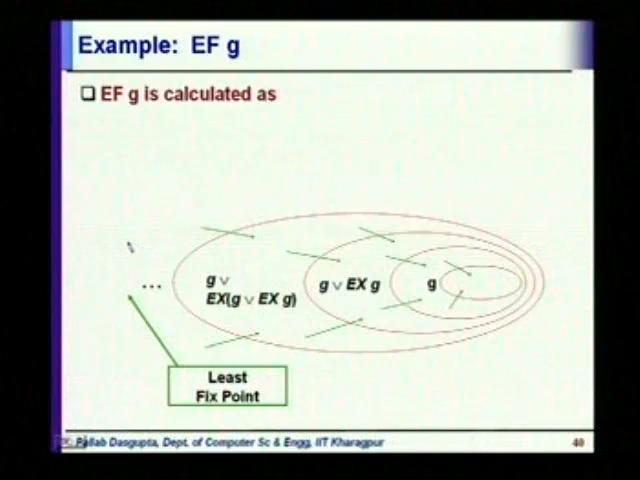 Example: EF g
❑ EF g is calculated as
g ∨
EX(g ∨ EX g)
g ∨ EX g
g
...
Least
Fix Point
Pallab Dasgupta, Dept. of Computer Sc & Engg, IIT Kharagpur
40